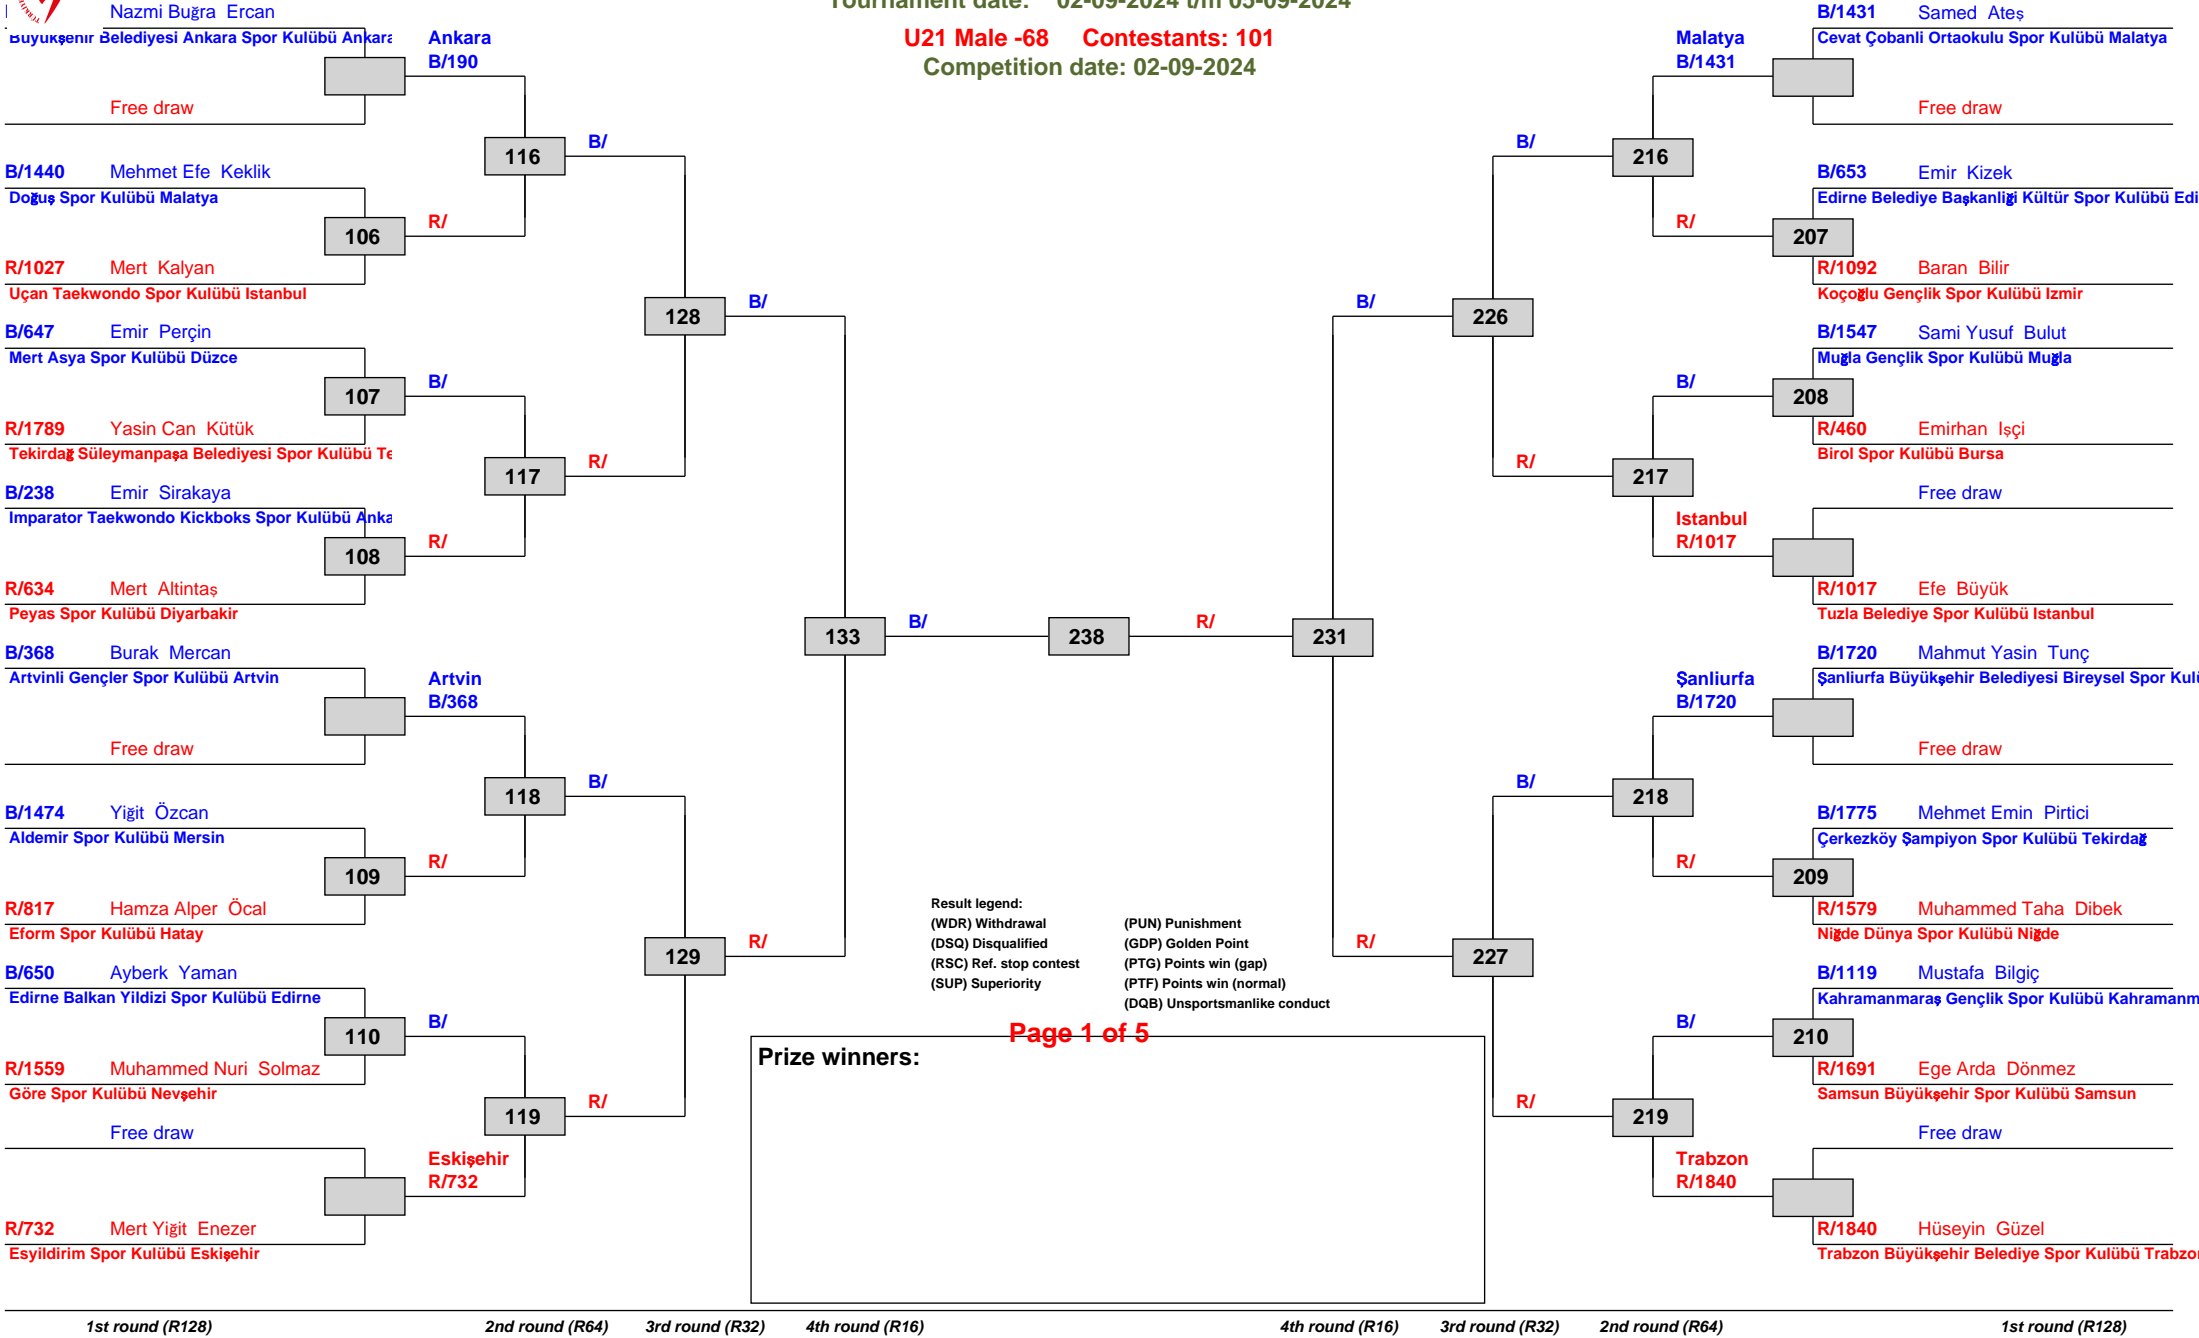 Nazmi Buğra Ercan
Büyükşehir Belediyesi Ankara Spor Kulübü Ankara
Free draw
B/1440 Mehmet Efe Keklik
Doğuş Spor Kulübü Malatya
R/1027 Mert Kalyan
Uçan Taekwondo Spor Kulübü Istanbul
B/647 Emir Perçin
Mert Asya Spor Kulübü Düzce
R/1789 Yasin Can Kütük
Tekirdağ Süleymanpaşa Belediyesi Spor Kulübü Te
B/238 Emir Sirakaya
Imparator Taekwondo Kickboks Spor Kulübü Anka
R/634 Mert Altintaş
Peyas Spor Kulübü Diyarbakir
B/368 Burak Mercan
Artvinli Gençler Spor Kulübü Artvin
Free draw
B/1474 Yiğit Özcan
Aldemir Spor Kulübü Mersin
R/817 Hamza Alper Öcal
Eform Spor Kulübü Hatay
B/650 Ayberk Yaman
Edirne Balkan Yildizi Spor Kulübü Edirne
R/1559 Muhammed Nuri Solmaz
Göre Spor Kulübü Nevşehir
Free draw
R/732 Mert Yiğit Enezer
Esyildirim Spor Kulübü Eskişehir
106
107
108
109
110
Ankara
B/190
R/
B/
R/
Artvin
B/368
R/
B/
Eskişehir
R/732
116
117
118
119
B/
R/
B/
R/
128
129
B/
R/
133
B/
238
R/
Tournament date: 02-09-2024 t/m 05-09-2024
U21 Male -68 Contestants: 101
Competition date: 02-09-2024
Result legend:
(WDR) Withdrawal (PUN) Punishment
(DSQ) Disqualified (GDP) Golden Point
(RSC) Ref. stop contest (PTG) Points win (gap)
(SUP) Superiority (PTF) Points win (normal)
(DQB) Unsportsmanlike conduct
Page 1 of 5
Prize winners:
231
B/
R/
226
227
B/
R/
B/
R/
216
217
218
219
Malatya
B/1431
R/
B/
Istanbul
R/1017
Şanliurfa
B/1720
R/
B/
Trabzon
R/1840
207
208
209
210
B/1431 Samed Ateş
Cevat Çobanli Ortaokulu Spor Kulübü Malatya
Free draw
B/653 Emir Kizek
Edirne Belediye Başkanliği Kültür Spor Kulübü Edi
R/1092 Baran Bilir
Koçoğlu Gençlik Spor Kulübü Izmir
B/1547 Sami Yusuf Bulut
Muğla Gençlik Spor Kulübü Muğla
R/460 Emirhan Işçi
Birol Spor Kulübü Bursa
Free draw
R/1017 Efe Büyük
Tuzla Belediye Spor Kulübü Istanbul
B/1720 Mahmut Yasin Tunç
Şanliurfa Büyükşehir Belediyesi Bireysel Spor Kulü
Free draw
B/1775 Mehmet Emin Pirtici
Çerkezköy Şampiyon Spor Kulübü Tekirdağ
R/1579 Muhammed Taha Dibek
Niğde Dünya Spor Kulübü Niğde
B/1119 Mustafa Bilgiç
Kahramanmaraş Gençlik Spor Kulübü Kahramanm
R/1691 Ege Arda Dönmez
Samsun Büyükşehir Spor Kulübü Samsun
Free draw
R/1840 Hüseyin Güzel
Trabzon Büyükşehir Belediye Spor Kulübü Trabzon
1st round (R128) 2nd round (R64) 3rd round (R32) 4th round (R16) 4th round (R16) 3rd round (R32) 2nd round (R64) 1st round (R128)